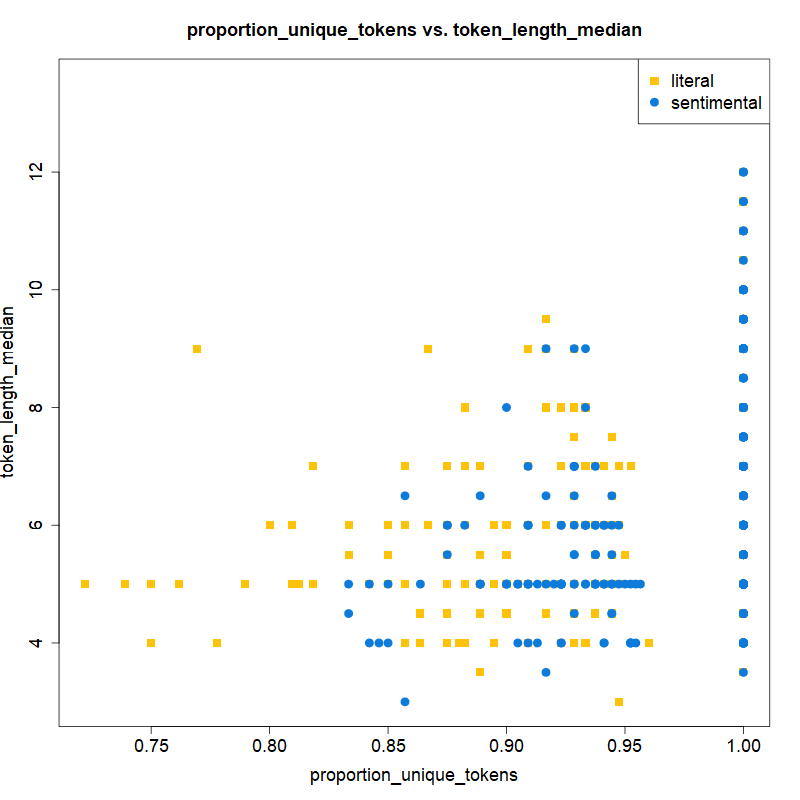 proportion_unique_tokens vs. token_length_median
literal
sentimental
token_length_median
12
10
8
6
4
0.75 0.80 0.85 0.90 0.95 1.00
proportion_unique_tokens